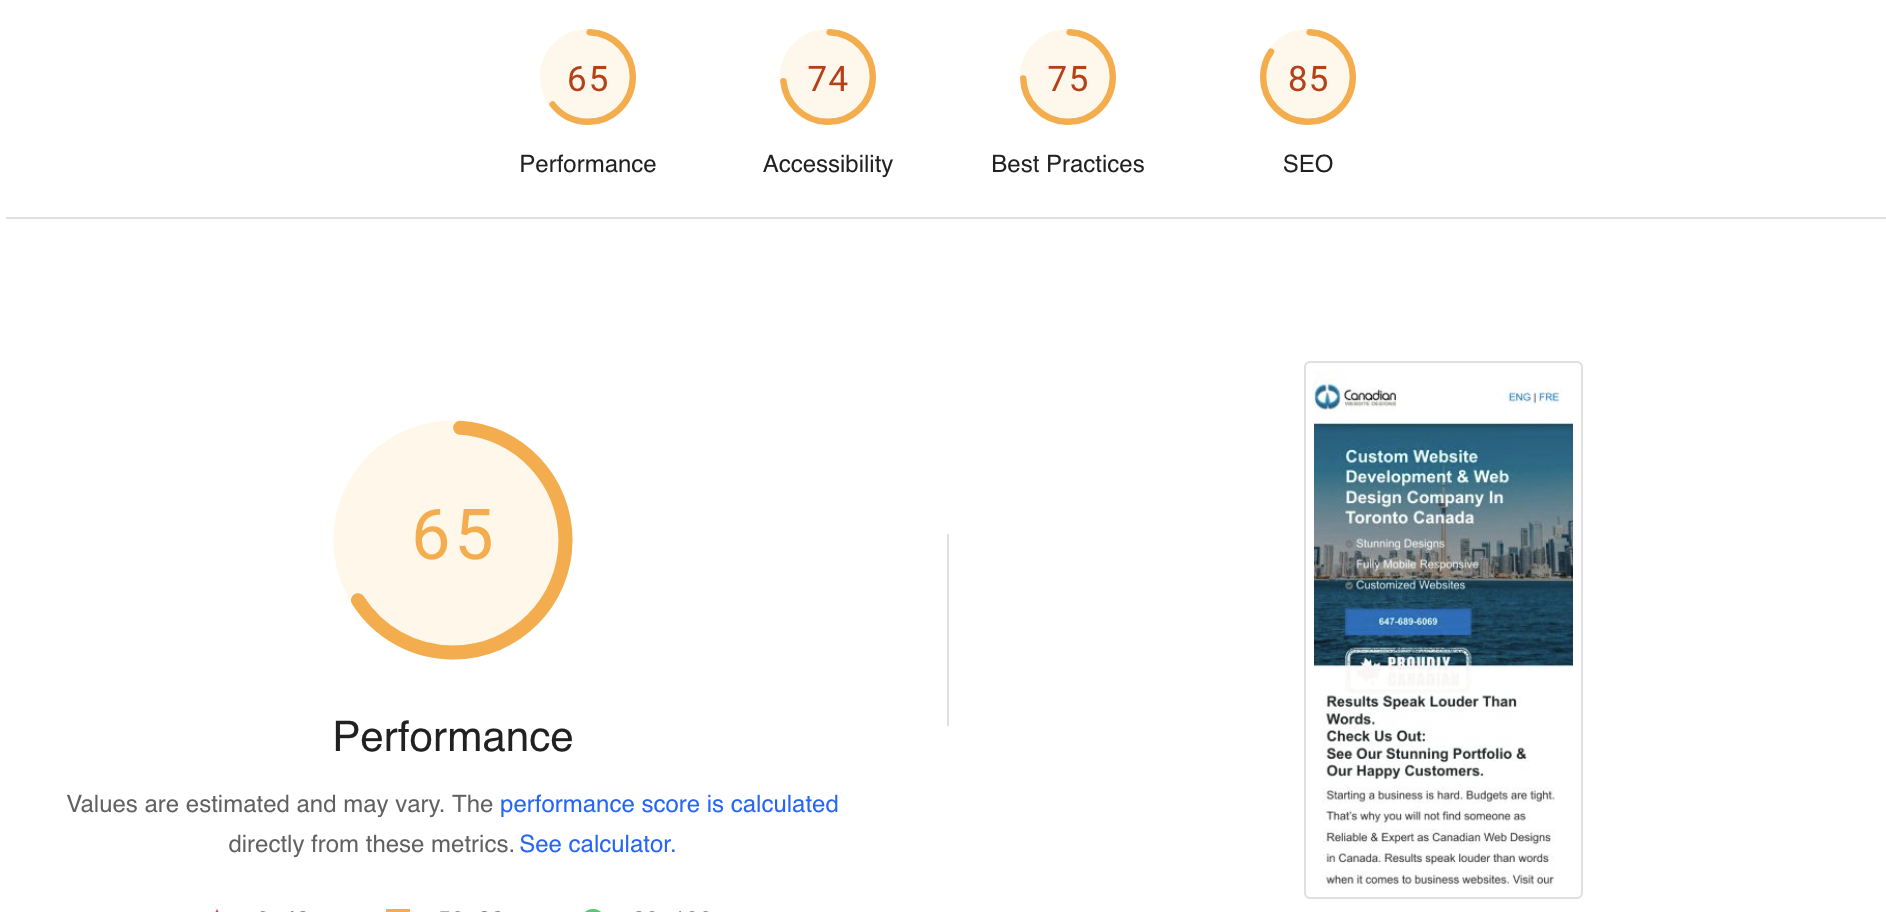 65
74
75
85
Performance
Accessibility
Best Practices
SEO
65
Performance
Values are estimated and may vary. The performance score is calculated
directly from these metrics. See calculator.
Canadian
WEBSITE DESIGNS
ENG | FRE
Custom Website
Development & Web
Design Company In
Toronto Canada
Stunning Designs
Fully Mobile Responsive
Customized Websites
647-689-6069
PROUDLY
CANADIAN
Results Speak Louder Than
Words.
Check Us Out:
See Our Stunning Portfolio &
Our Happy Customers.
Starting a business is hard. Budgets are tight.
That's why you will not find someone as
Reliable & Expert as Canadian Web Designs
in Canada. Results speak louder than words
when it comes to business websites. Visit our